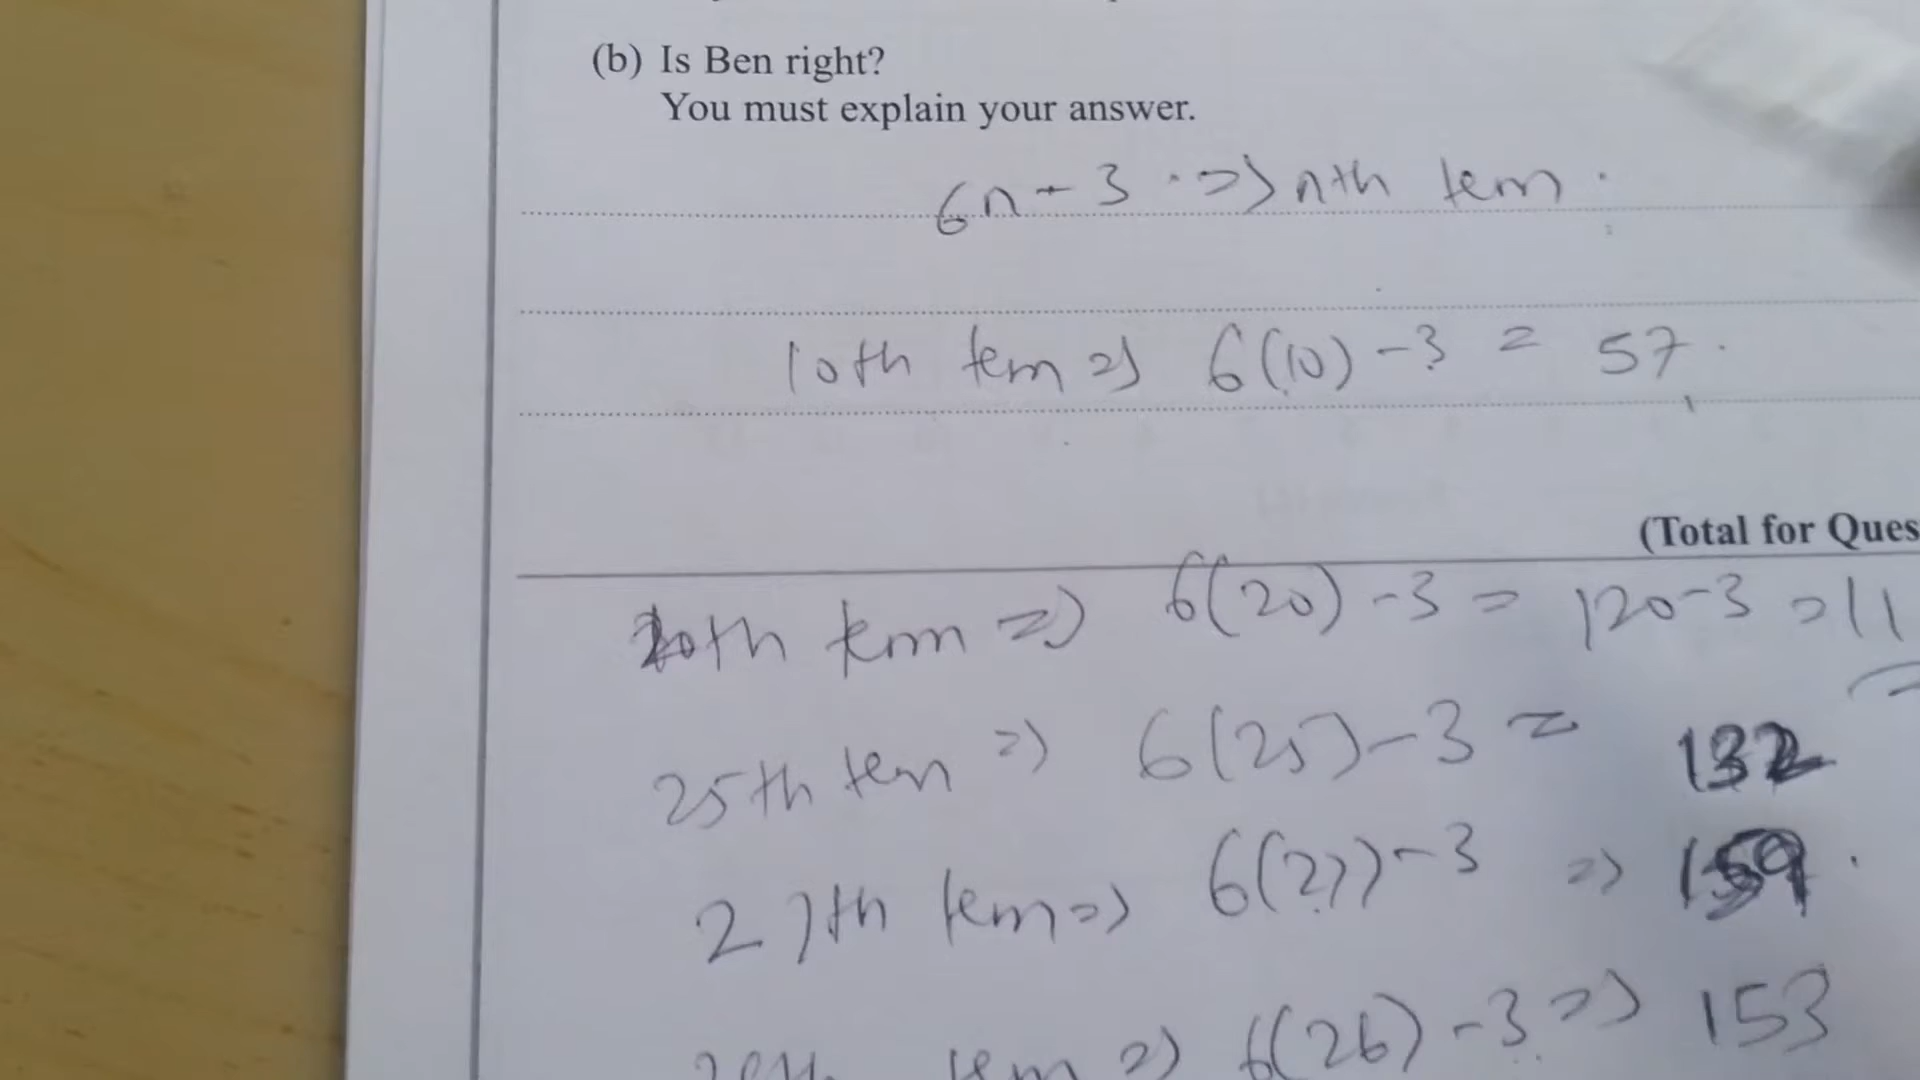 (b) Is Ben right?
You must explain your answer.
6n - 3 => nth term.
10th term => 6(10) - 3 = 57.
(Total for Ques
20th term => 6(20) - 3 = 120 - 3 = 11
25th term => 6(25) - 3 = 132
27th term => 6(27) - 3 => 159.
term => 6(26) - 3 => 153